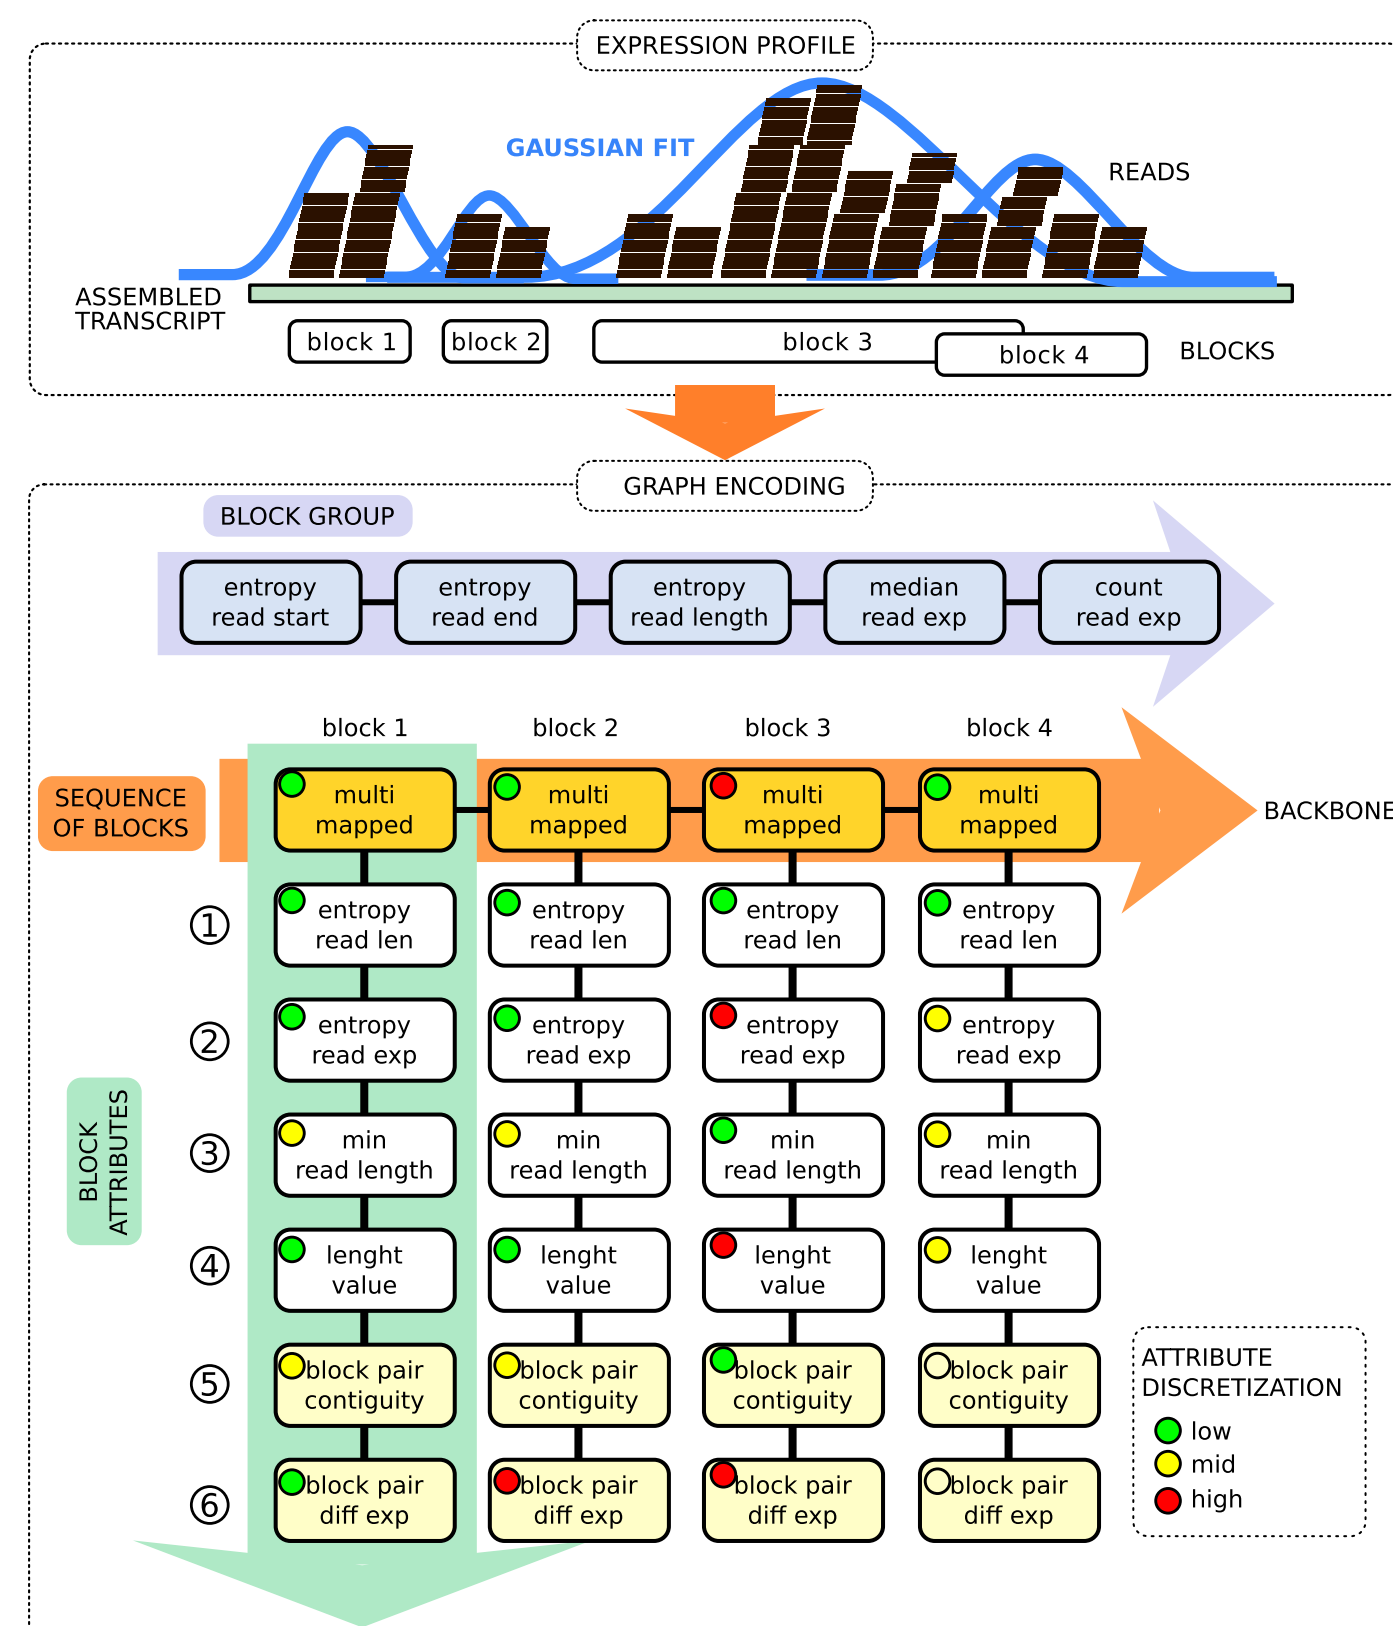 EXPRESSION PROFILE
GAUSSIAN FIT
READS
ASSEMBLED
TRANSCRIPT
block 1
block 2
block 3
block 4
BLOCKS
GRAPH ENCODING
BLOCK GROUP
entropy
read start
entropy
read end
entropy
read length
median
read exp
count
read exp
block 1
block 2
block 3
block 4
SEQUENCE
OF BLOCKS
multi
mapped
multi
mapped
multi
mapped
multi
mapped
BACKBONE
1
entropy
read len
entropy
read len
entropy
read len
entropy
read len
2
entropy
read exp
entropy
read exp
entropy
read exp
entropy
read exp
BLOCK
ATTRIBUTES
3
min
read length
min
read length
min
read length
min
read length
4
lenght
value
lenght
value
lenght
value
lenght
value
5
block pair
contiguity
block pair
contiguity
block pair
contiguity
block pair
contiguity
6
block pair
diff exp
block pair
diff exp
block pair
diff exp
block pair
diff exp
ATTRIBUTE
DISCRETIZATION
low
mid
high